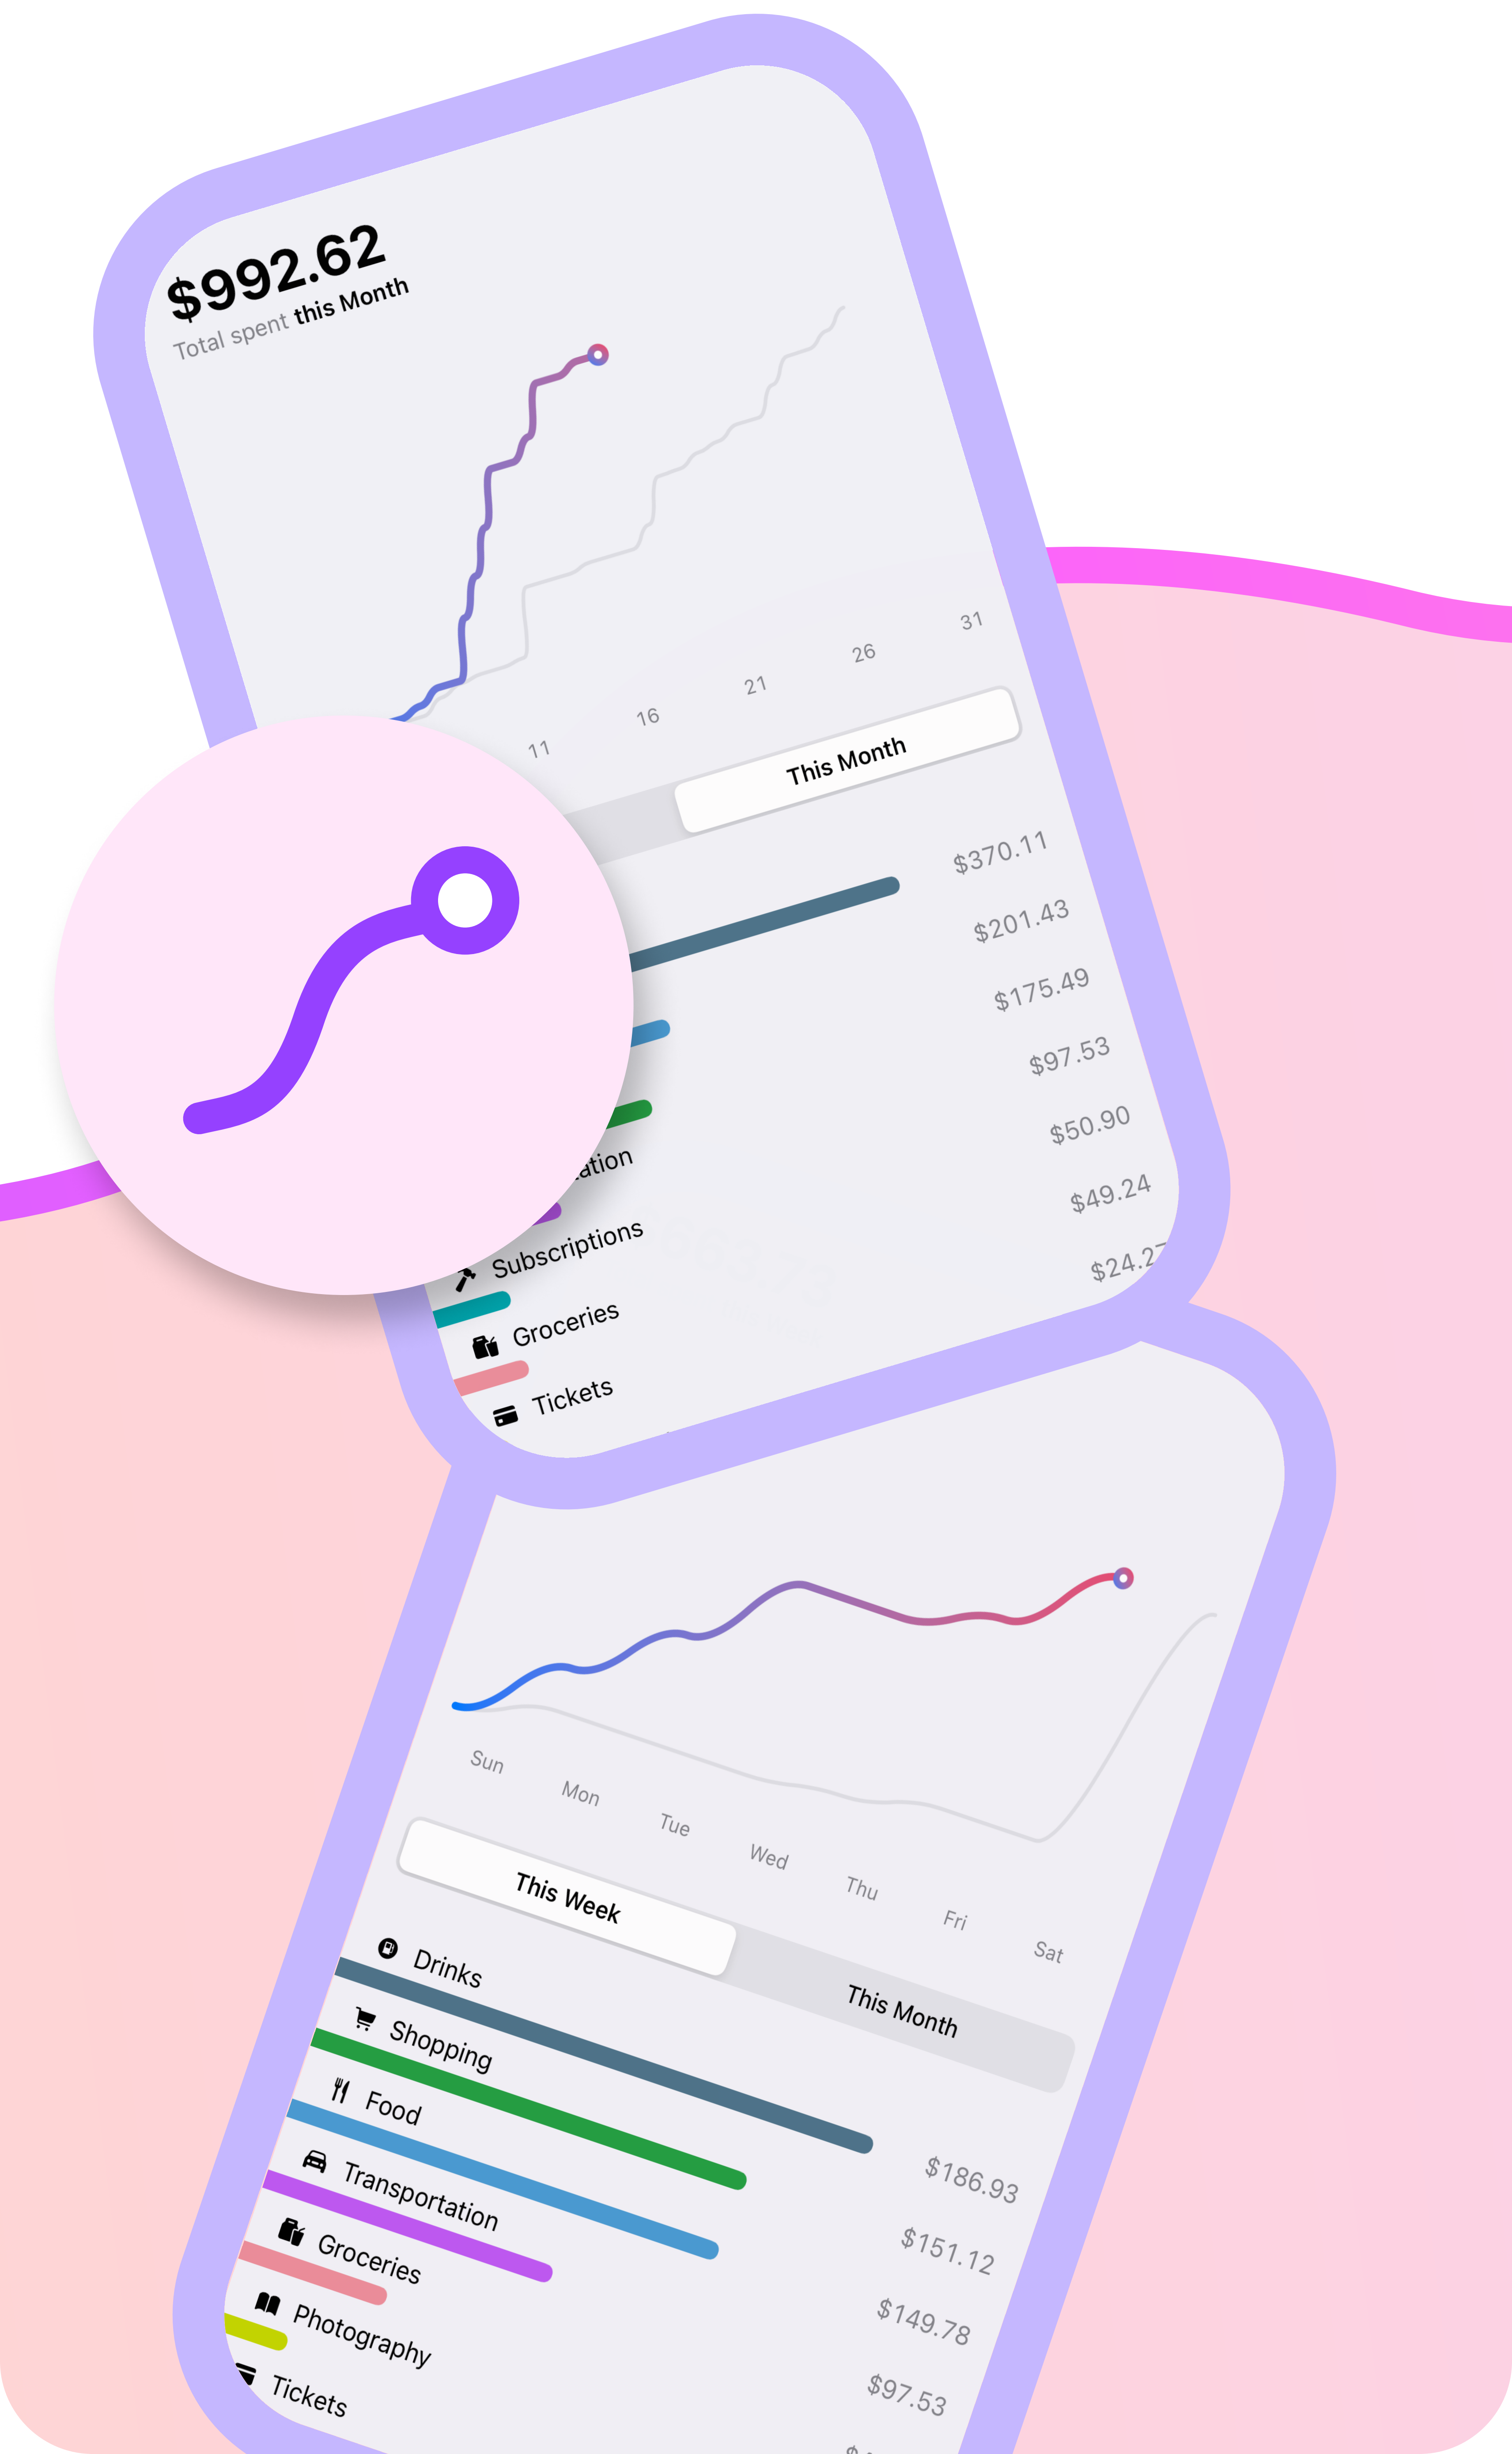 $992.62
Total spent this Month
11 16 21 26 31
This Month
$370.11
$201.43
$175.49
$97.53
$50.90
Subscriptions
$49.24
Groceries
Tickets
Sun Mon Tue Wed Thu Fri Sat
This Week This Month
Drinks
$186.93
Shopping
$151.12
Food
$149.78
Transportation
$97.53
Groceries
Photography
Tickets